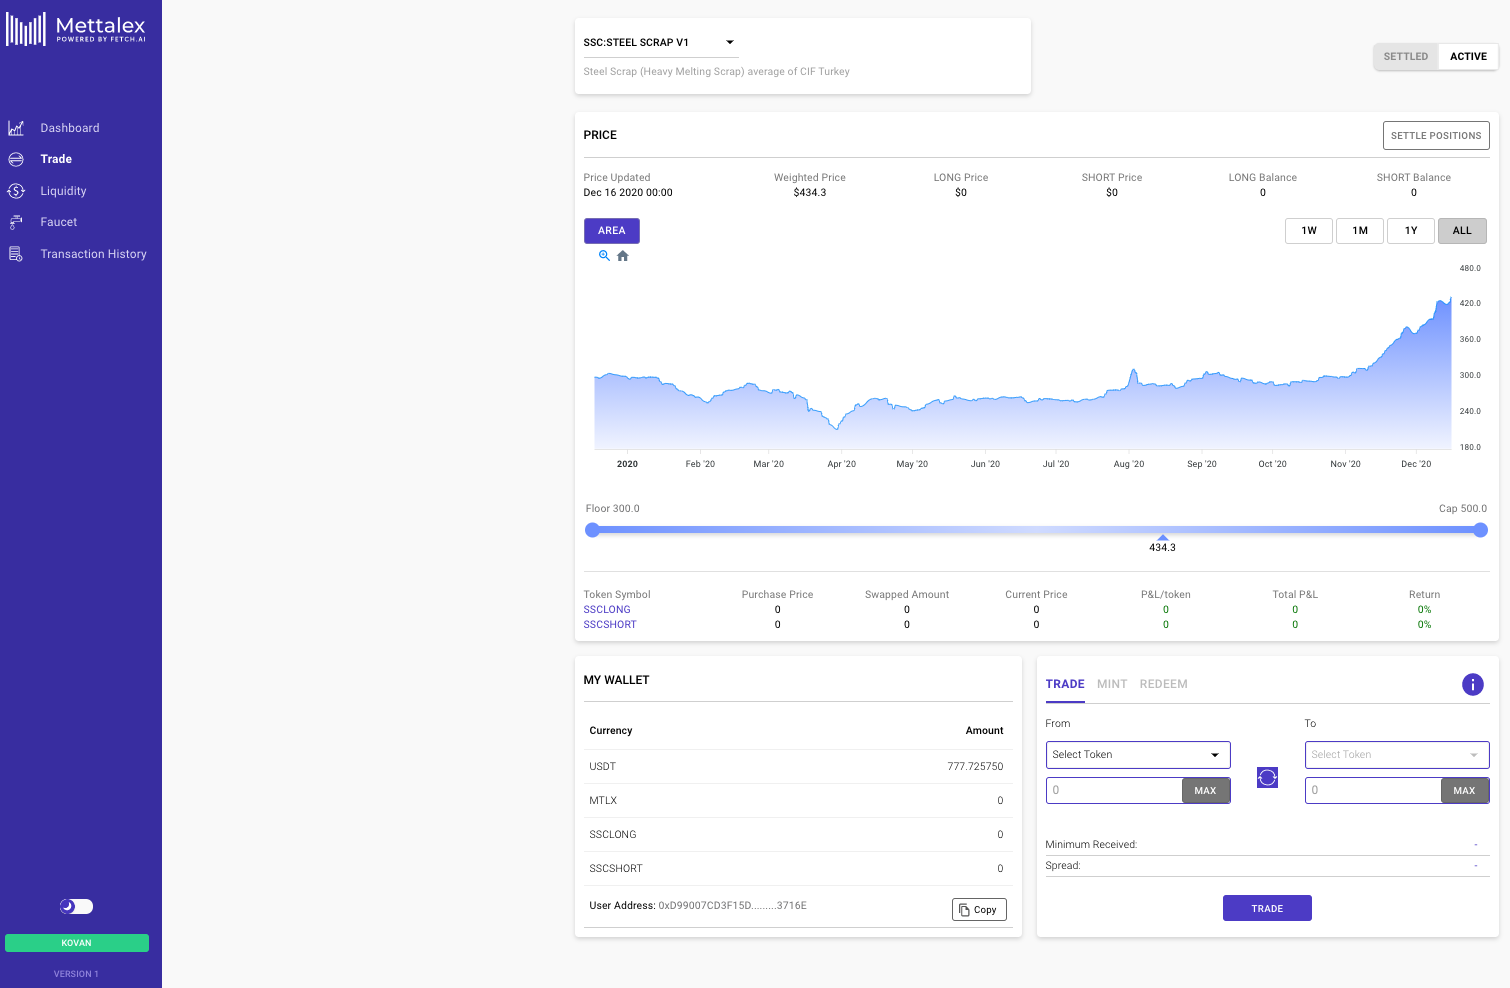 Mettalex
POWERED BY FETCH.AI
Dashboard
Trade
Liquidity
Faucet
Transaction History
KOVAN
VERSION 1
SSC:STEEL SCRAP V1
Steel Scrap (Heavy Melting Scrap) average of CIF Turkey
SETTLED ACTIVE
PRICE
SETTLE POSITIONS
Price Updated Weighted Price LONG Price SHORT Price LONG Balance SHORT Balance
Dec 16 2020 00:00 $434.3 $0 $0 0 0
AREA
1W 1M 1Y ALL
480.0
420.0
360.0
300.0
240.0
180.0
2020 Feb '20 Mar '20 Apr '20 May '20 Jun '20 Jul '20 Aug '20 Sep '20 Oct '20 Nov '20 Dec '20
Floor 300.0 Cap 500.0
434.3
Token Symbol Purchase Price Swapped Amount Current Price P&L/token Total P&L Return
SSCLONG 0 0 0 0 0 0%
SSCSHORT 0 0 0 0 0 0%
MY WALLET
Currency Amount
USDT 777.725750
MTLX 0
SSCLONG 0
SSCSHORT 0
User Address: 0xD99007CD3F15D.........3716E
Copy
TRADE MINT REDEEM
From To
Select Token Select Token
0 MAX 0 MAX
Minimum Received: -
Spread: -
TRADE